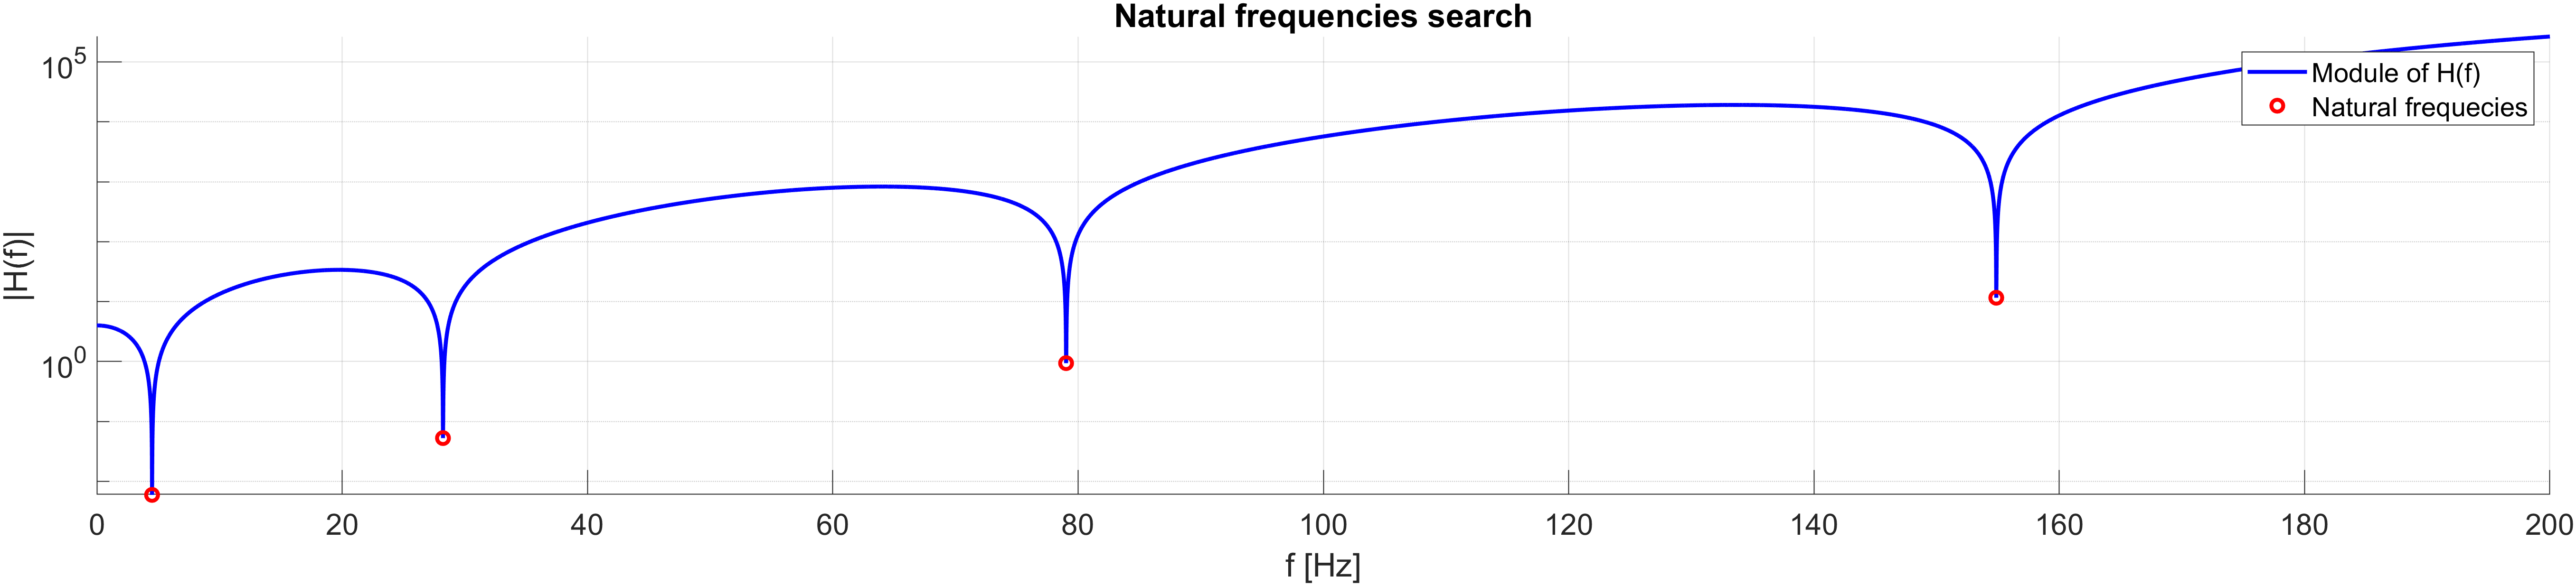 Natural frequencies search
10^5
10^0
|H(f)|
Module of H(f)
Natural frequecies
0 20 40 60 80 100 120 140 160 180 200
f [Hz]